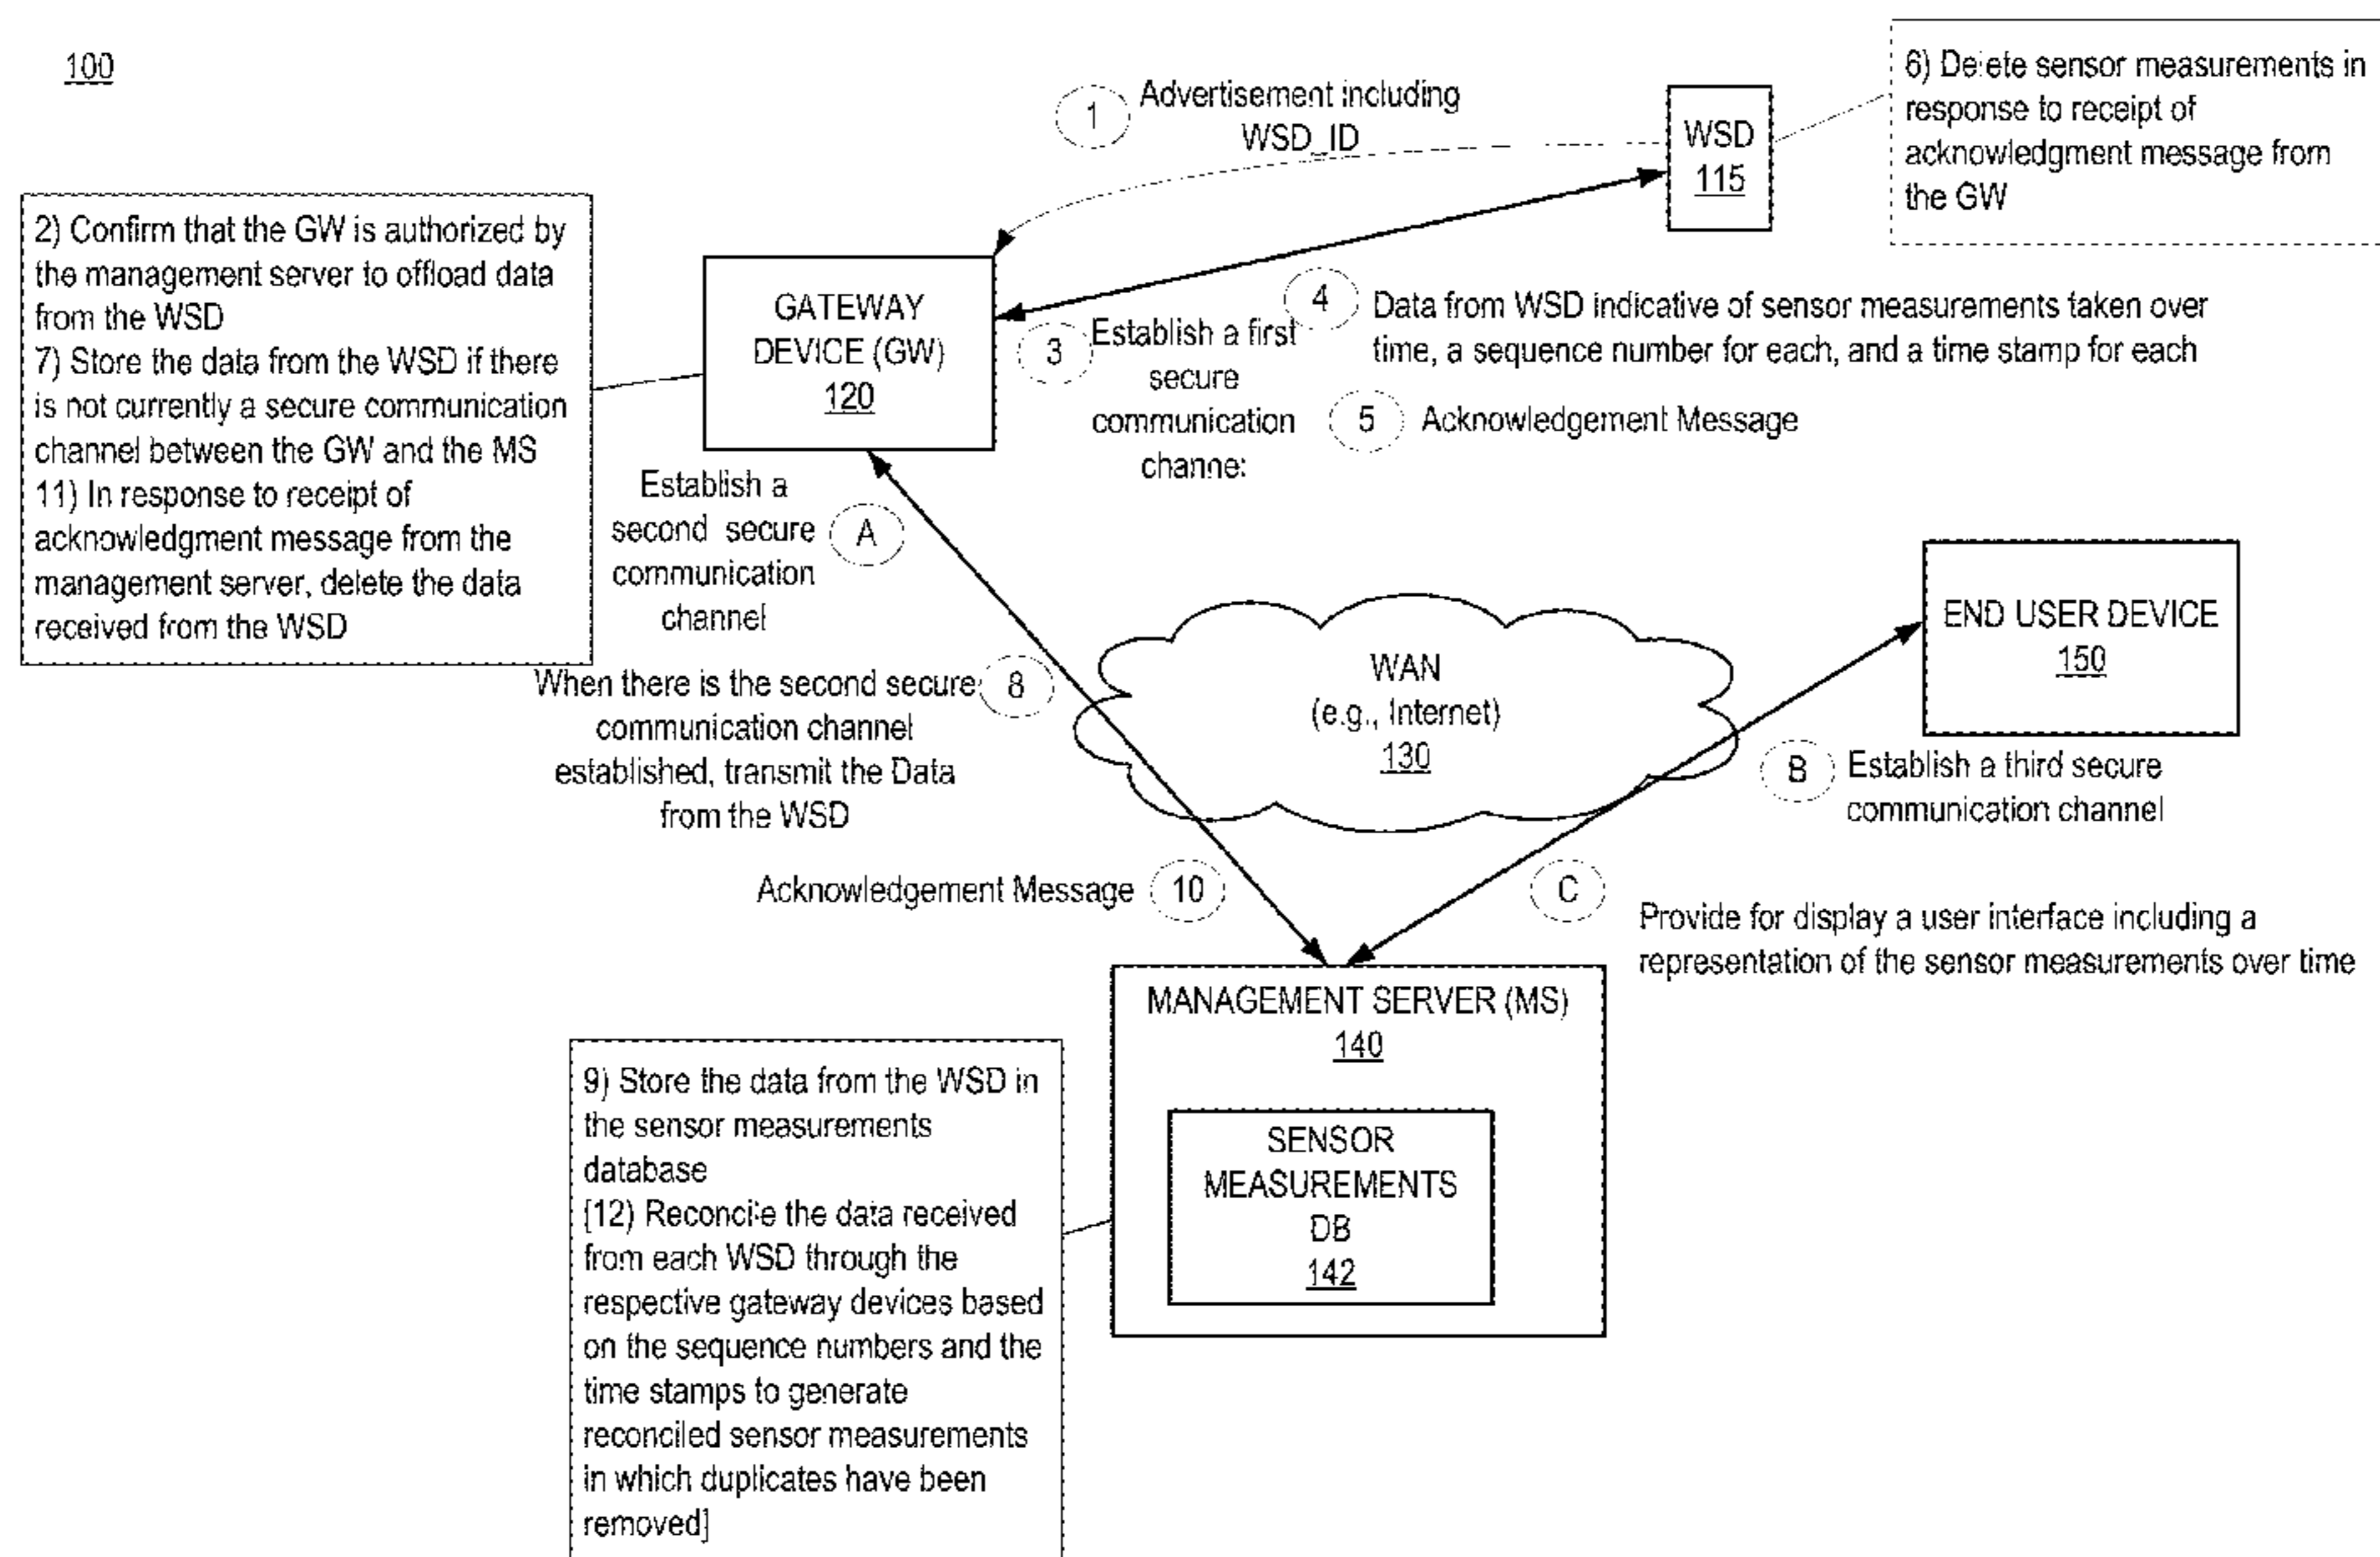 100
1
Advertisement including
WSD_ID
WSD
115
6) Delete sensor measurements in
response to receipt of
acknowledgment message from
the GW
2) Confirm that the GW is authorized by
the management server to offload data
from the WSD
7) Store the data from the WSD if there
is not currently a secure communication
channel between the GW and the MS
11) In response to receipt of
acknowledgment message from the
management server, delete the data
received from the WSD
GATEWAY
DEVICE (GW)
120
3
Establish a first
secure
communication
channel
4
Data from WSD indicative of sensor measurements taken over
time, a sequence number for each, and a time stamp for each
5
Acknowledgement Message
Establish a
second secure
communication
channel
A
When there is the second secure
communication channel
established, transmit the Data
from the WSD
8
WAN
(e.g., Internet)
130
END USER DEVICE
150
B
Establish a third secure
communication channel
Acknowledgement Message
10
C
Provide for display a user interface including a
representation of the sensor measurements over time
MANAGEMENT SERVER (MS)
140
SENSOR
MEASUREMENTS
DB
142
9) Store the data from the WSD in
the sensor measurements
database
[12) Reconcile the data received
from each WSD through the
respective gateway devices based
on the sequence numbers and the
time stamps to generate
reconciled sensor measurements
in which duplicates have been
removed]